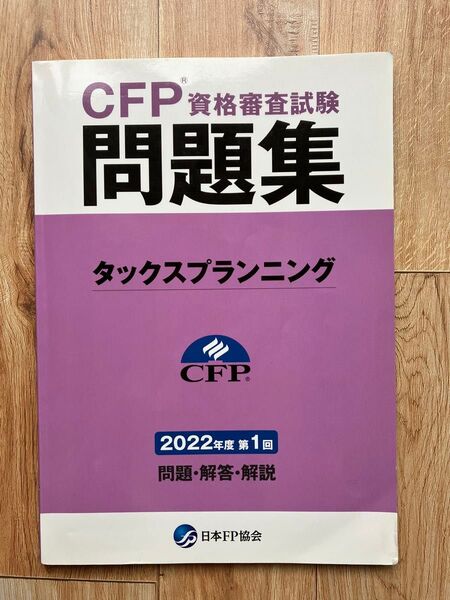 CFP® 資格審査試験
問題集
タックスプランニング
CFP®
2022年度 第1回
問題・解答・解説
日本FP協会